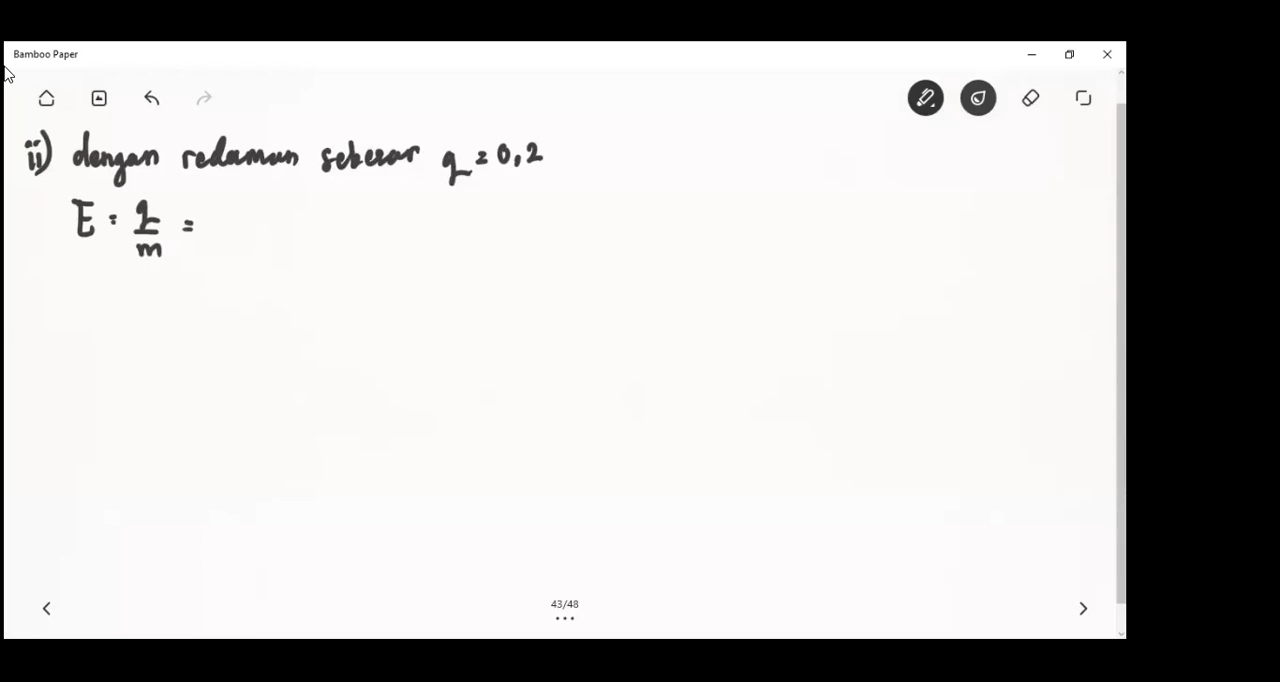 Bamboo Paper
ii) dengan redaman sebesar q = 0,2
E = q/m =
43/48